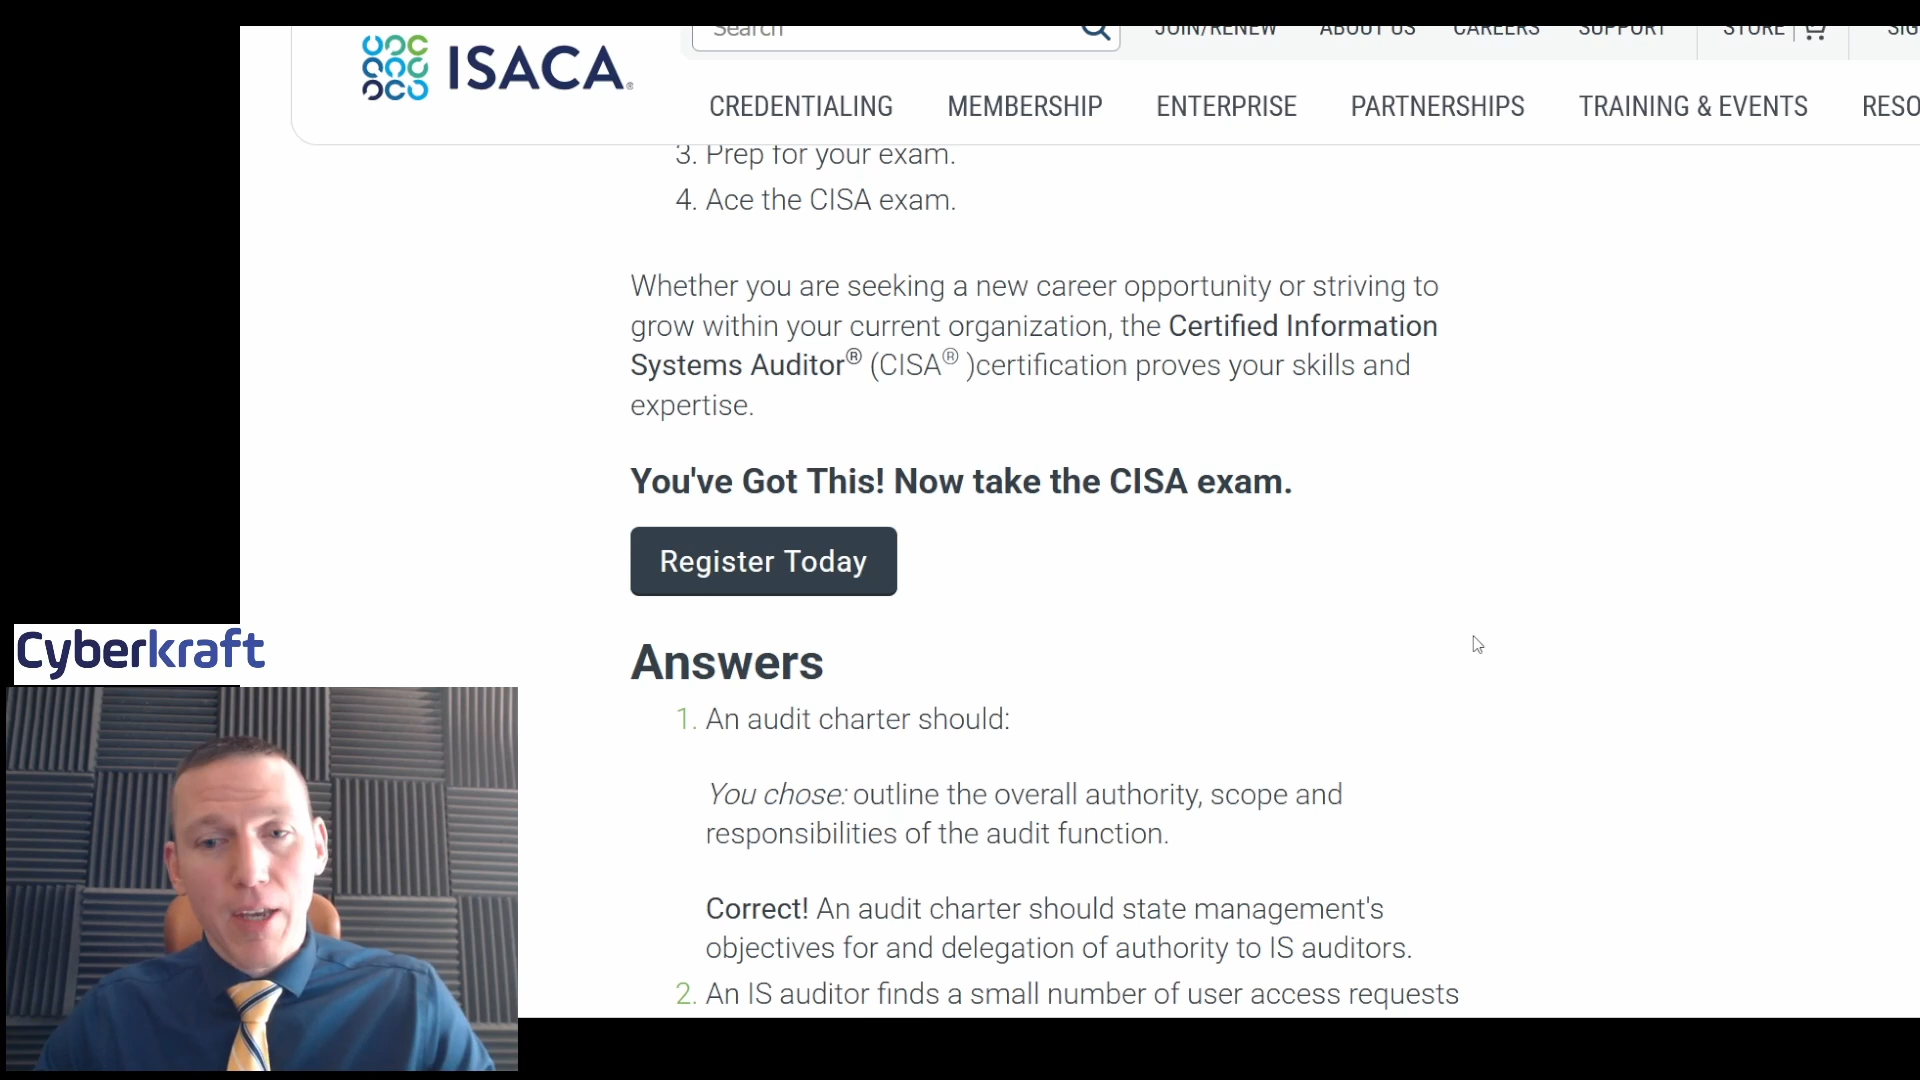 Search
JOIN/RENEW
ABOUT US
CAREERS
SUPPORT
STORE
ISACA®
CREDENTIALING
MEMBERSHIP
ENTERPRISE
PARTNERSHIPS
TRAINING & EVENTS
3. Prep for your exam.
4. Ace the CISA exam.
Whether you are seeking a new career opportunity or striving to
grow within your current organization, the Certified Information
Systems Auditor® (CISA® )certification proves your skills and
expertise.
You've Got This! Now take the CISA exam.
Register Today
Cyberkraft
Answers
1. An audit charter should:
You chose: outline the overall authority, scope and
responsibilities of the audit function.
Correct! An audit charter should state management's
objectives for and delegation of authority to IS auditors.
2. An IS auditor finds a small number of user access requests